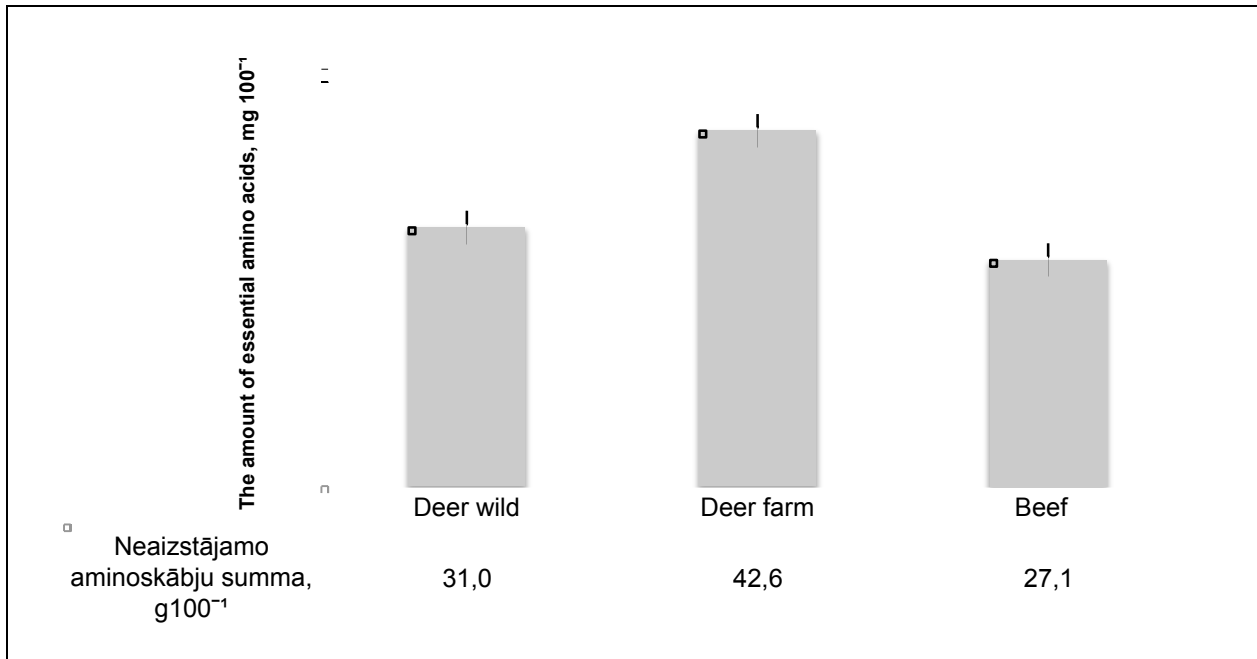 The amount of essential amino acids, mg 100⁻¹
Deer wild Deer farm Beef
Neaizstājamo
aminoskābju summa,
g100⁻¹
31,0 42,6 27,1